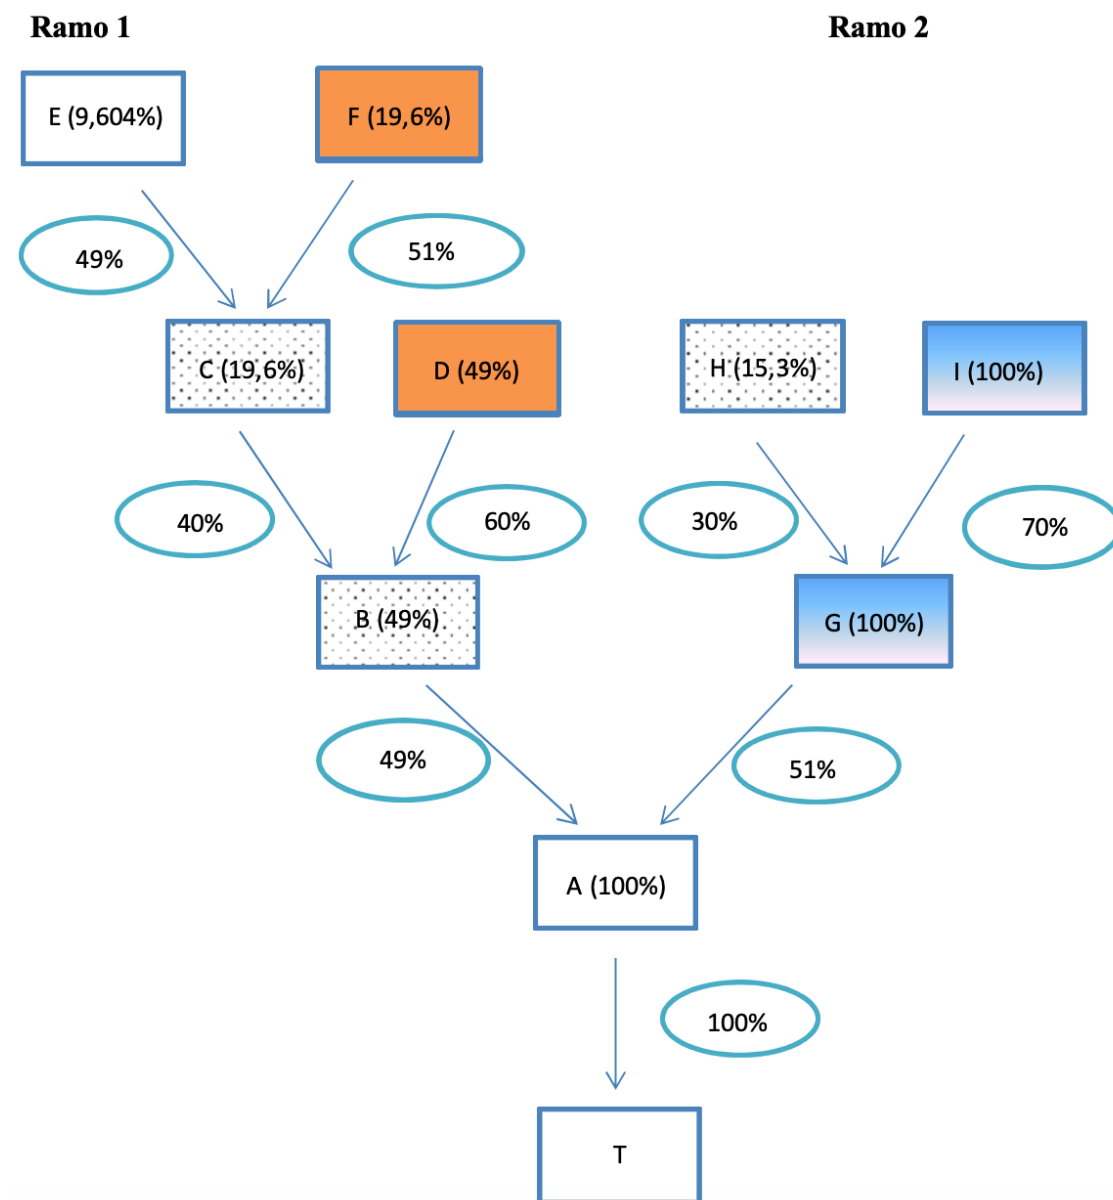 Ramo 1
Ramo 2
E (9,604%)
F (19,6%)
49%
51%
C (19,6%)
D (49%)
H (15,3%)
I (100%)
40%
60%
30%
70%
B (49%)
G (100%)
49%
51%
A (100%)
100%
T